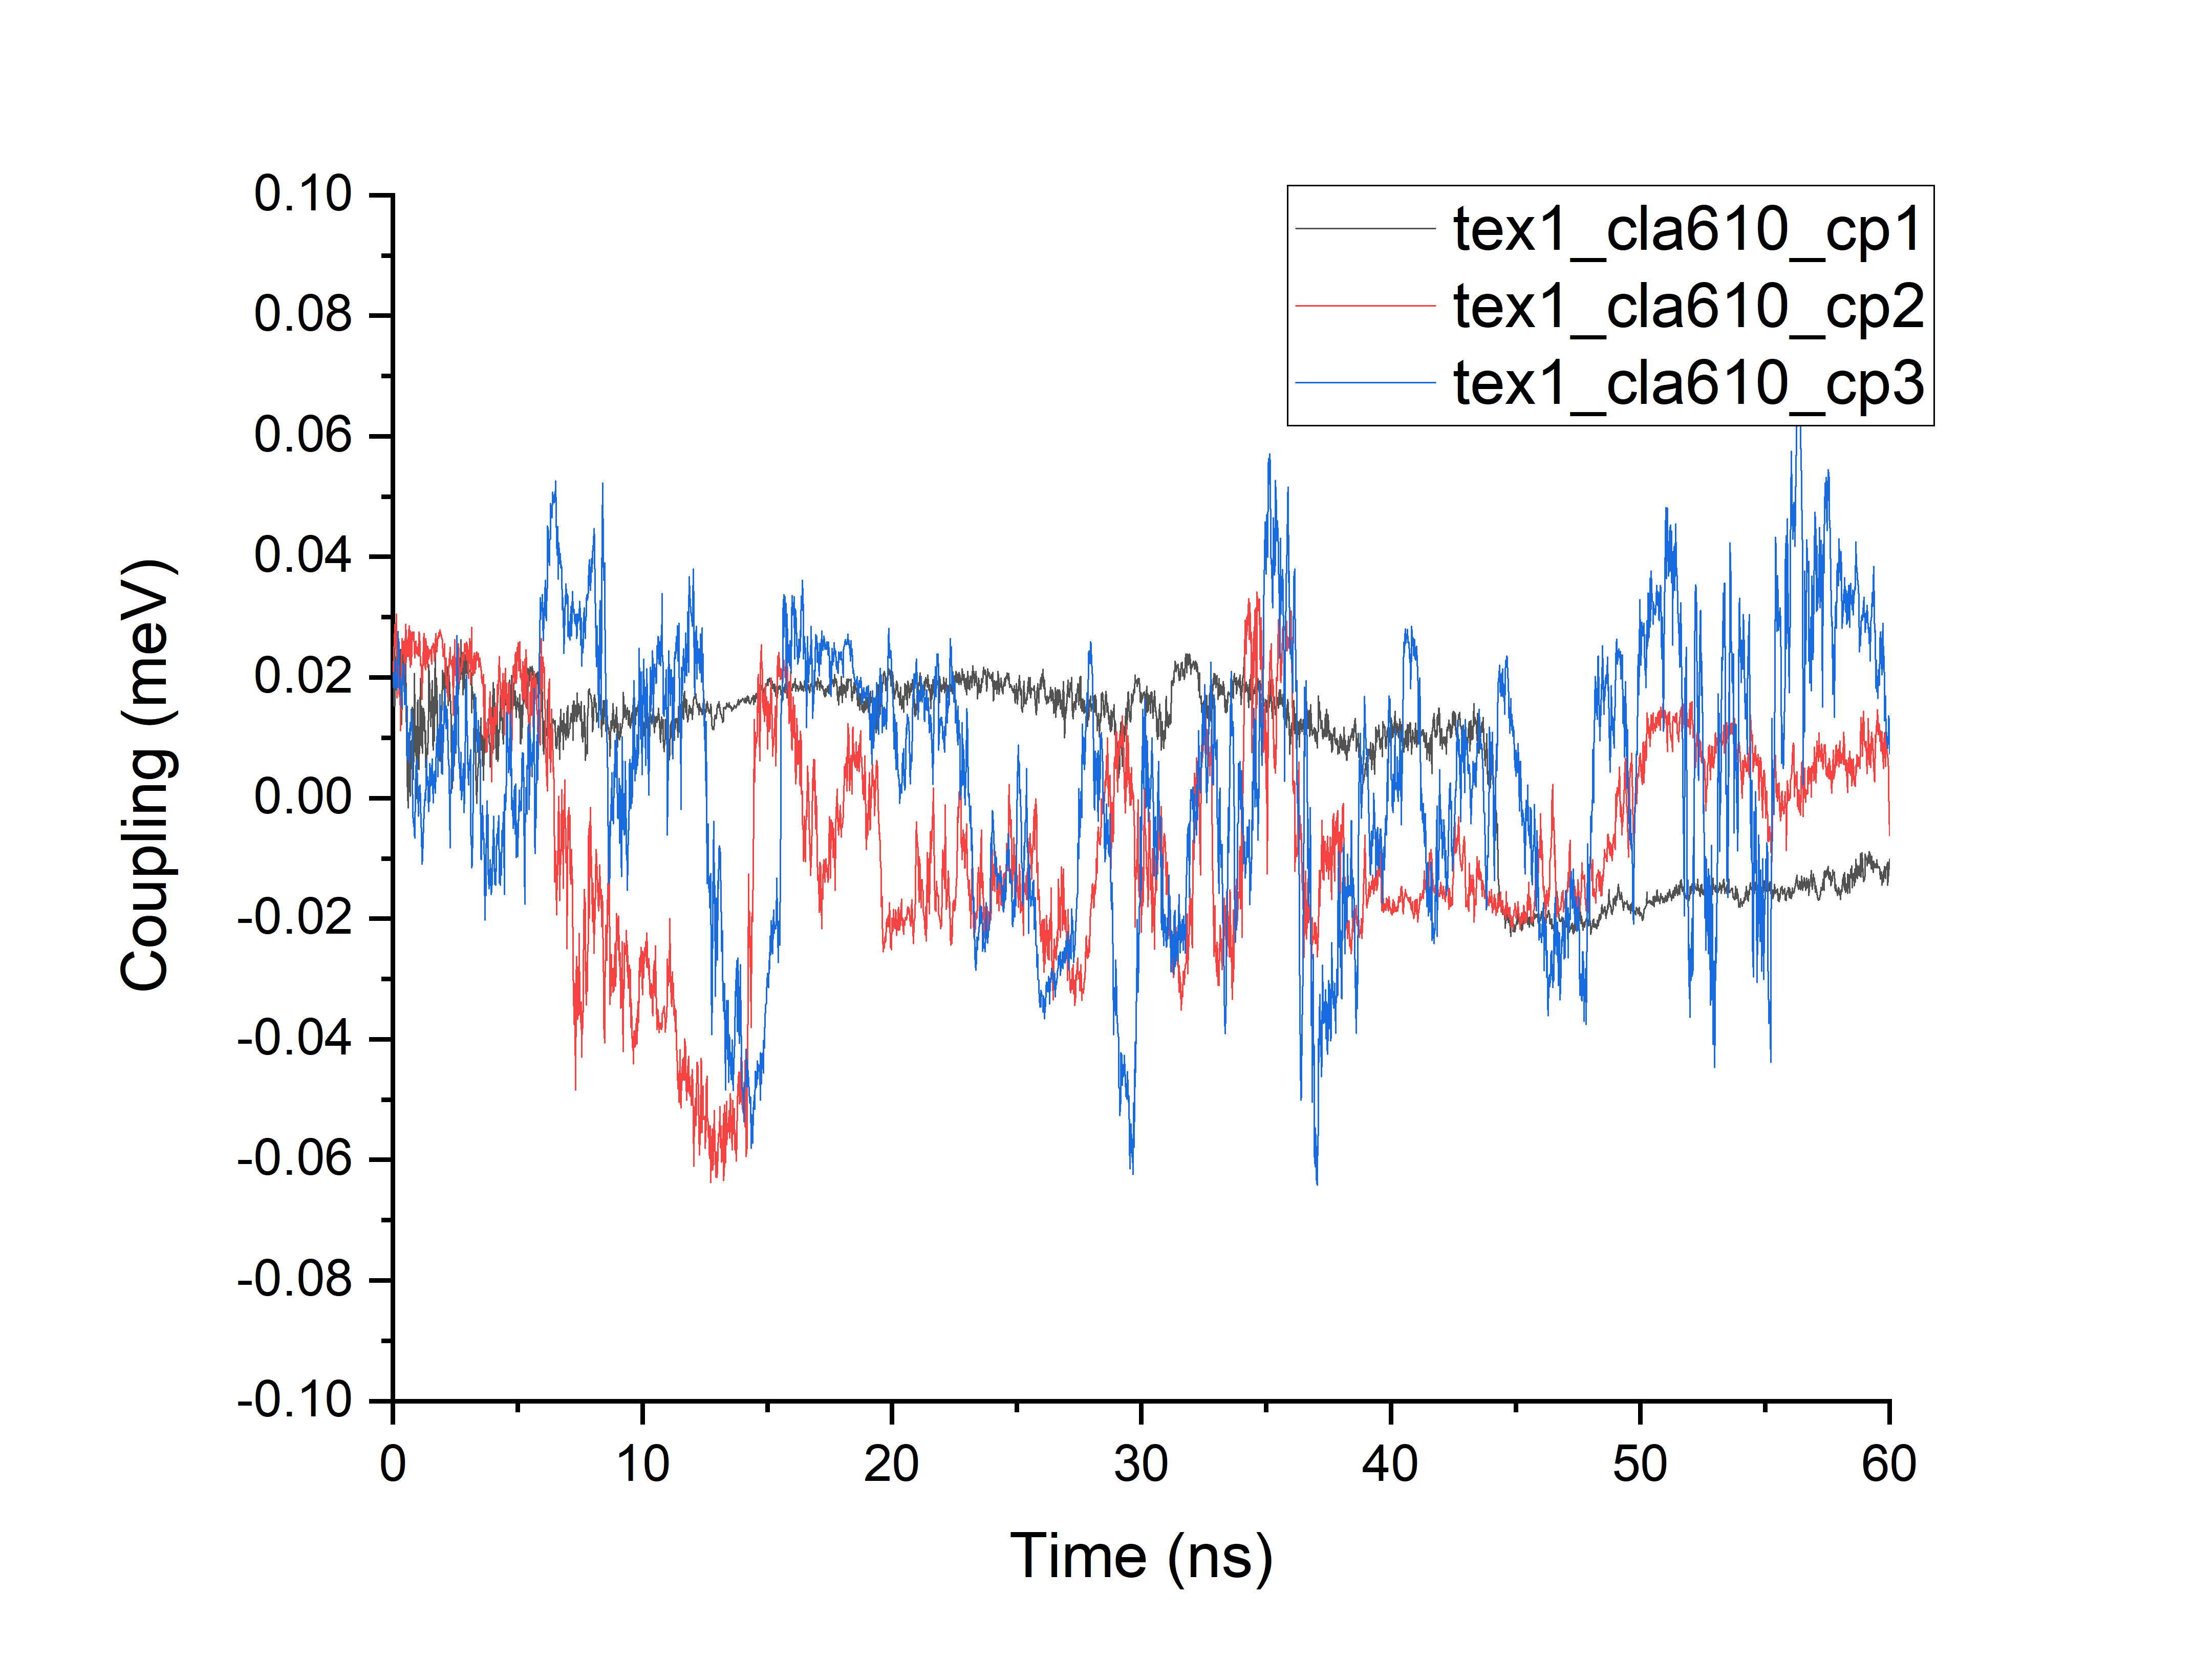 tex1_cla610_cp1
tex1_cla610_cp2
tex1_cla610_cp3
Coupling (meV)
0.10
0.08
0.06
0.04
0.02
0.00
-0.02
-0.04
-0.06
-0.08
-0.10
0 10 20 30 40 50 60
Time (ns)